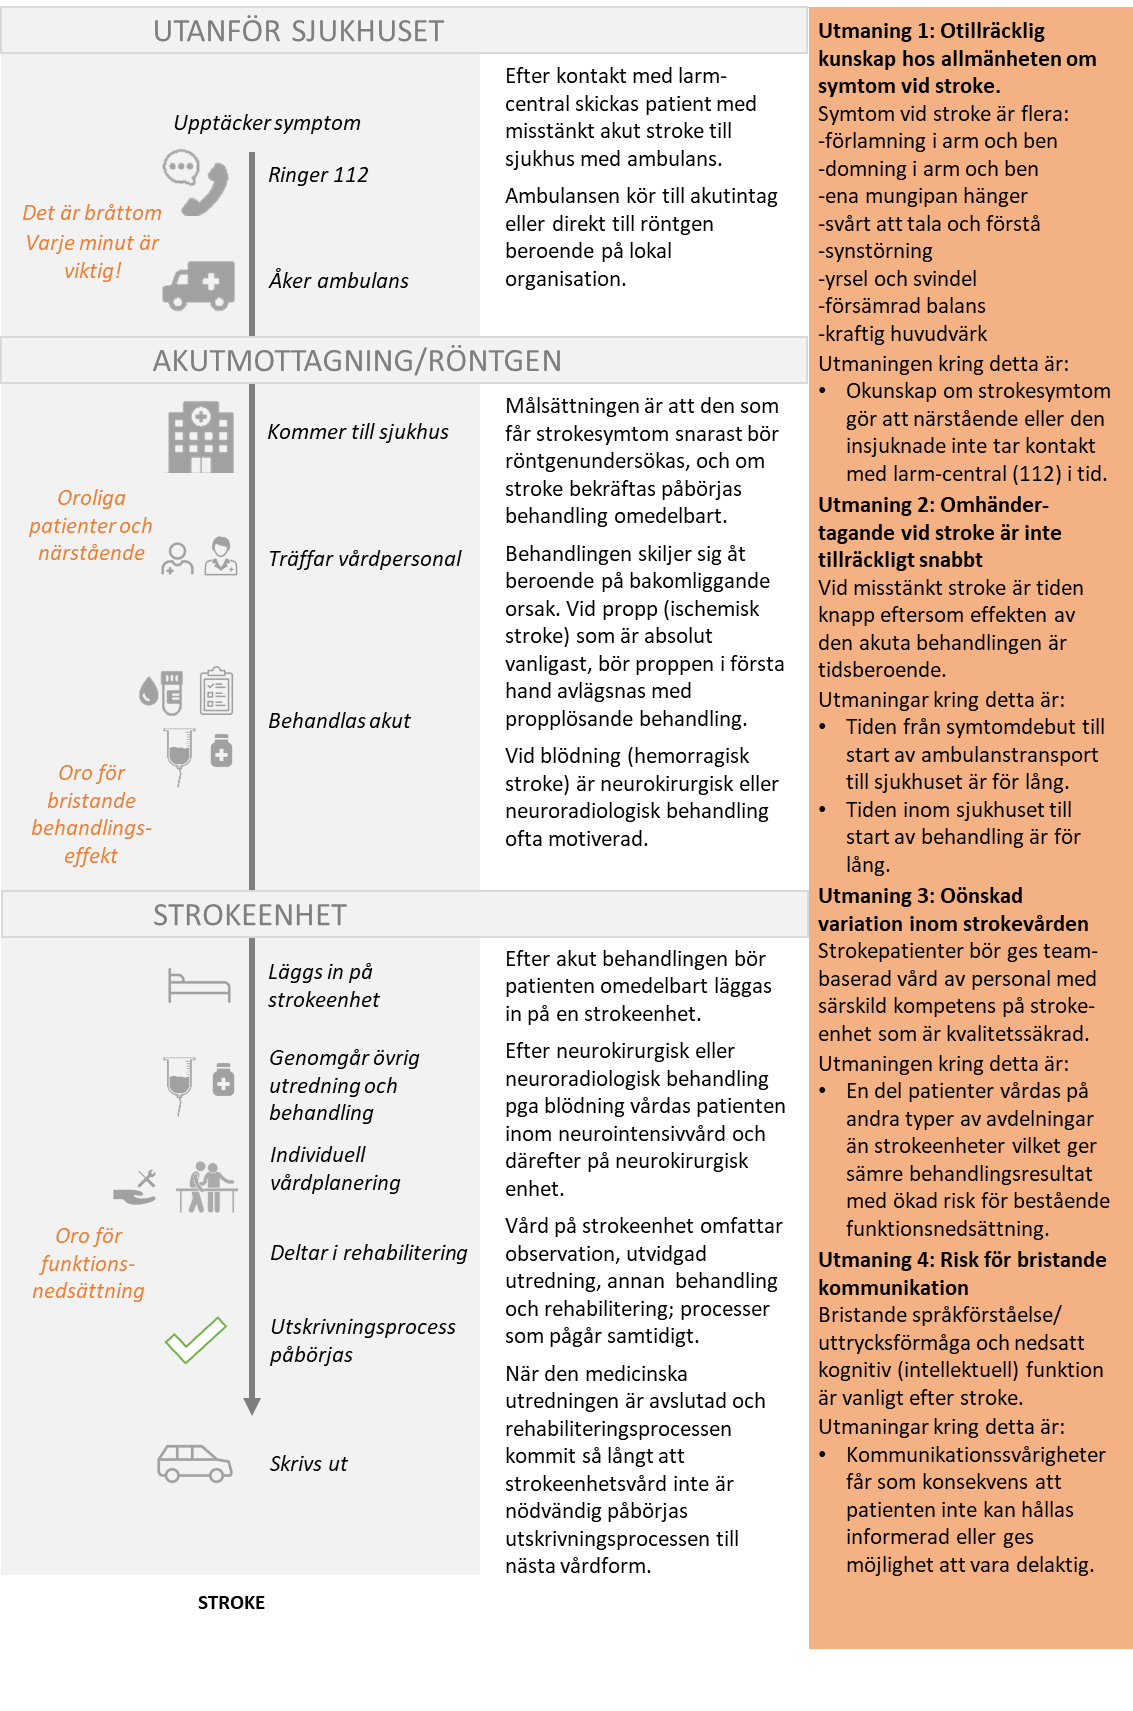 UTANFÖR SJUKHUSET
Upptäcker symptom
Ringer 112
Det är bråttom
Varje minut är
viktig!
Åker ambulans
Efter kontakt med larm-
central skickas patient med
misstänkt akut stroke till
sjukhus med ambulans.
Ambulansen kör till akutintag
eller direkt till röntgen
beroende på lokal
organisation.
AKUTMOTTAGNING/RÖNTGEN
Kommer till sjukhus
Oroliga
patienter och
närstående
Träffar vårdpersonal
Behandlas akut
Oro för
bristande
behandlings-
effekt
Målsättningen är att den som
får strokesymtom snarast bör
röntgenundersökas, och om
stroke bekräftas påbörjas
behandling omedelbart.
Behandlingen skiljer sig åt
beroende på bakomliggande
orsak. Vid propp (ischemisk
stroke) som är absolut
vanligast, bör proppen i första
hand avlägsnas med
propplösande behandling.
Vid blödning (hemorragisk
stroke) är neurokirurgisk eller
neuroradiologisk behandling
ofta motiverad.
STROKEENHET
Läggs in på
strokeenhet
Genomgår övrig
utredning och
behandling
Individuell
vårdplanering
Oro för
funktions-
nedsättning
Deltar i rehabilitering
Utskrivningsprocess
påbörjas
Skrivs ut
Efter akut behandlingen bör
patienten omedelbart läggas
in på en strokeenhet.
Efter neurokirurgisk eller
neuroradiologisk behandling
pga blödning vårdas patienten
inom neurointensivvård och
därefter på neurokirurgisk
enhet.
Vård på strokeenhet omfattar
observation, utvidgad
utredning, annan behandling
och rehabilitering; processer
som pågår samtidigt.
När den medicinska
utredningen är avslutad och
rehabiliteringsprocessen
kommit så långt att
strokeenhetsvård inte är
nödvändig påbörjas
utskrivningsprocessen till
nästa vårdform.
STROKE
Utmaning 1: Otillräcklig
kunskap hos allmänheten om
symtom vid stroke.
Symtom vid stroke är flera:
-förlamning i arm och ben
-domning i arm och ben
-ena mungipan hänger
-svårt att tala och förstå
-synstörning
-yrsel och svindel
-försämrad balans
-kraftig huvudvärk
Utmaningen kring detta är:
• Okunskap om strokesymtom
gör att närstående eller den
insjuknade inte tar kontakt
med larm-central (112) i tid.
Utmaning 2: Omhänder-
tagande vid stroke är inte
tillräckligt snabbt
Vid misstänkt stroke är tiden
knapp eftersom effekten av
den akuta behandlingen är
tidsberoende.
Utmaningar kring detta är:
• Tiden från symtomdebut till
start av ambulanstransport
till sjukhuset är för lång.
• Tiden inom sjukhuset till
start av behandling är för
lång.
Utmaning 3: Oönskad
variation inom strokevården
Strokepatienter bör ges team-
baserad vård av personal med
särskild kompetens på stroke-
enhet som är kvalitetssäkrad.
Utmaningen kring detta är:
• En del patienter vårdas på
andra typer av avdelningar
än strokeenheter vilket ger
sämre behandlingsresultat
med ökad risk för bestående
funktionsnedsättning.
Utmaning 4: Risk för bristande
kommunikation
Bristande språkförståelse/
uttrycksförmåga och nedsatt
kognitiv (intellektuell) funktion
är vanligt efter stroke.
Utmaningar kring detta är:
• Kommunikationssvårigheter
får som konsekvens att
patienten inte kan hållas
informerad eller ges
möjlighet att vara delaktig.